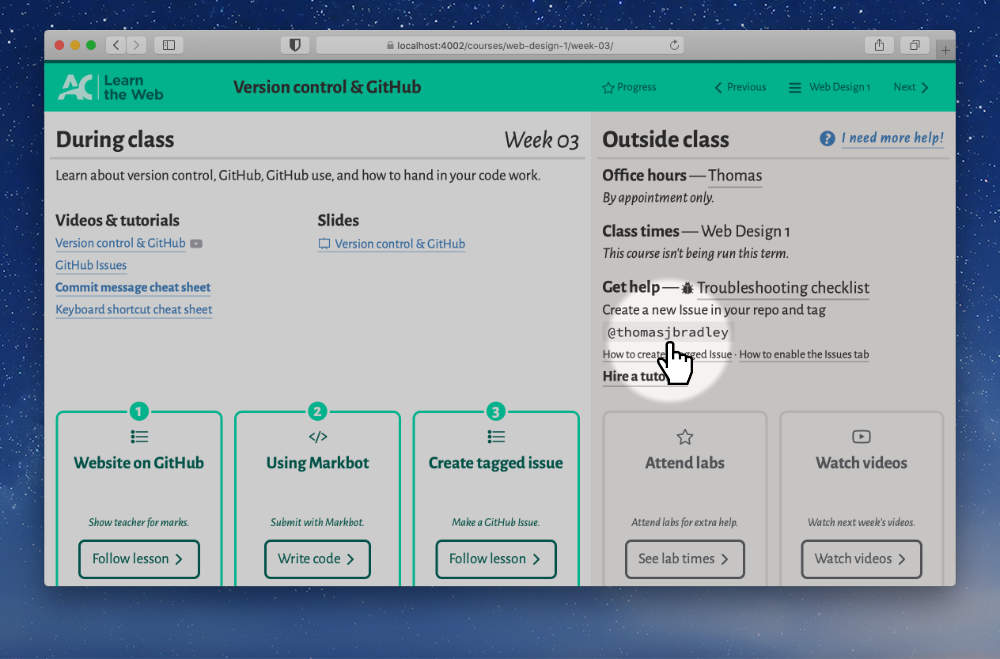 localhost:4002/courses/web-design-1/week-03/
AC Learn
the Web
Version control & GitHub
Progress
Previous
Web Design 1
Next
During class
Week 03
Learn about version control, GitHub, GitHub use, and how to hand in your code work.
Videos & tutorials
Version control & GitHub
GitHub Issues
Commit message cheat sheet
Keyboard shortcut cheat sheet
Slides
Version control & GitHub
Outside class
? I need more help!
Office hours — Thomas
By appointment only.
Class times — Web Design 1
This course isn't being run this term.
Get help — Troubleshooting checklist
Create a new Issue in your repo and tag
@thomasjbradley
How to create tagged Issue · How to enable the Issues tab
Hire a tutor
1
Website on GitHub
Show teacher for marks.
Follow lesson
2
</>
Using Markbot
Submit with Markbot.
Write code
3
Create tagged issue
Make a GitHub Issue.
Follow lesson
Attend labs
Attend labs for extra help.
See lab times
Watch videos
Watch next week's videos.
Watch videos